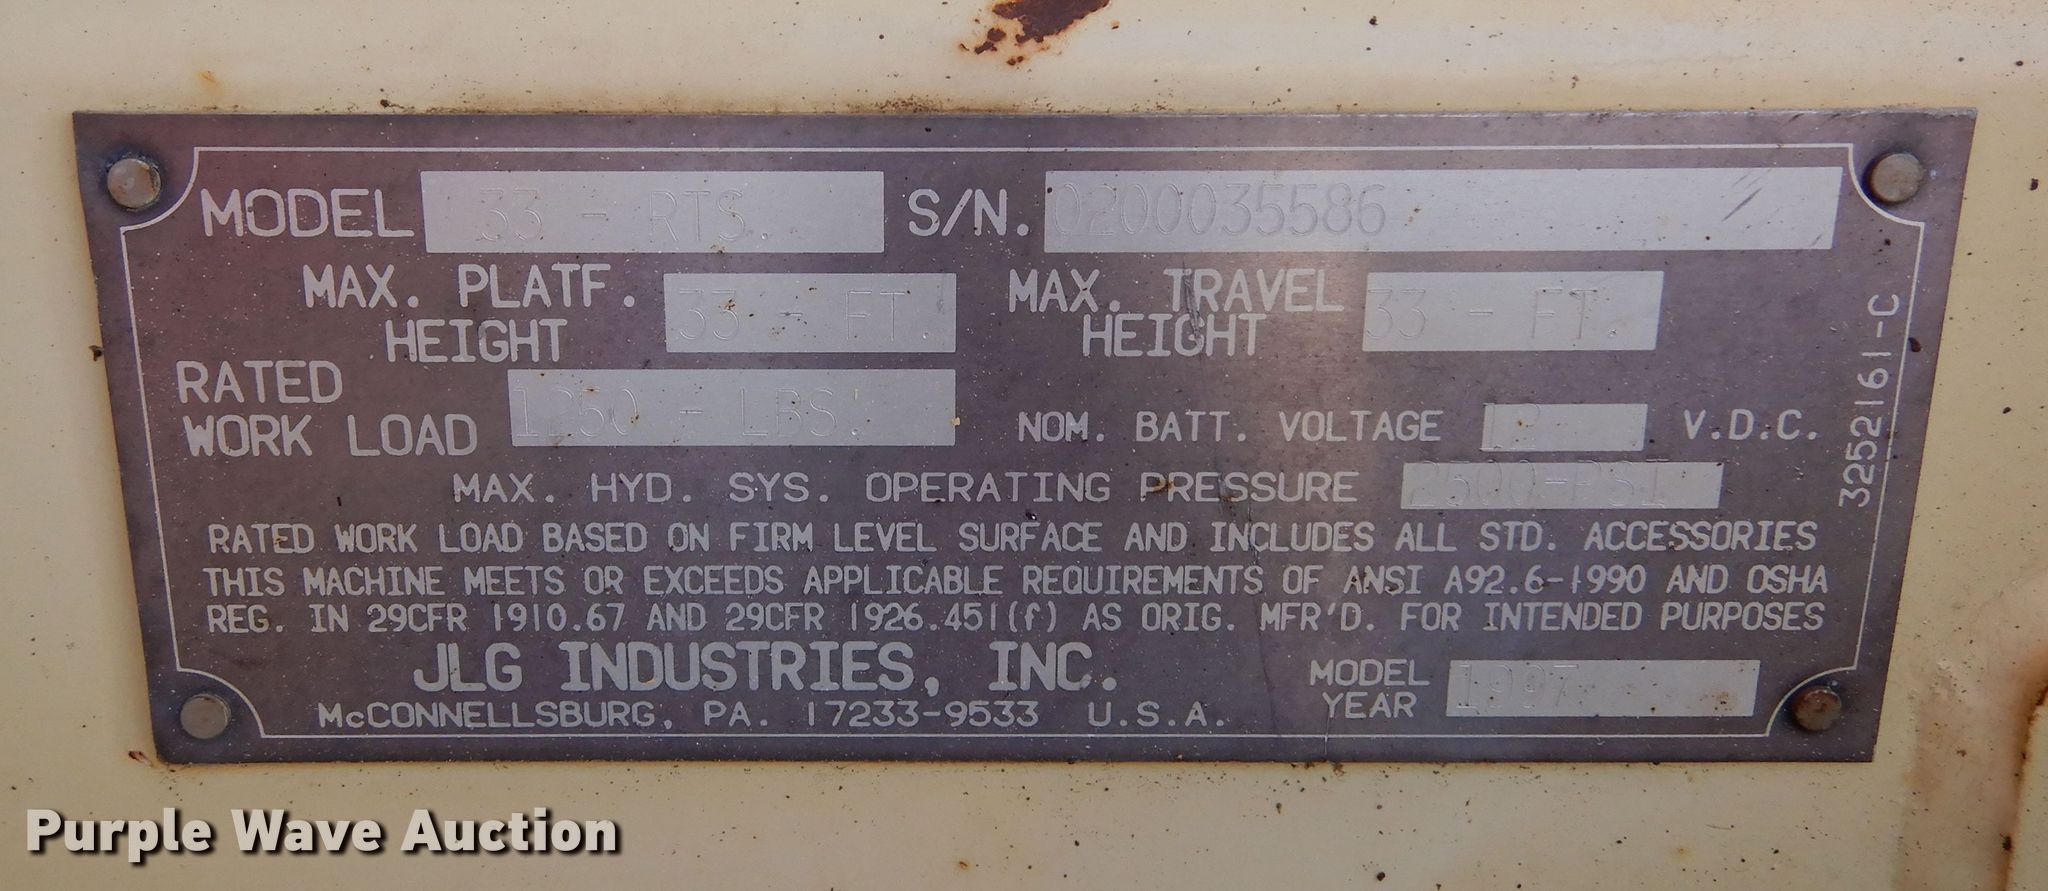 MODEL 33 - RTS. S/N. 0200035586
MAX. PLATF. HEIGHT 33 - FT. MAX. TRAVEL HEIGHT 33 - FT.
RATED WORK LOAD 1250 - LBS. NOM. BATT. VOLTAGE 12 V.D.C.
MAX. HYD. SYS. OPERATING PRESSURE 2500-PSI
RATED WORK LOAD BASED ON FIRM LEVEL SURFACE AND INCLUDES ALL STD. ACCESSORIES
THIS MACHINE MEETS OR EXCEEDS APPLICABLE REQUIREMENTS OF ANSI A92.6-1990 AND OSHA
REG. IN 29CFR 1910.67 AND 29CFR 1926.451(f) AS ORIG. MFR'D. FOR INTENDED PURPOSES
JLG INDUSTRIES, INC.
McCONNELLSBURG, PA. 17233-9533 U.S.A.
MODEL YEAR 1997
3252161-C
Purple Wave Auction